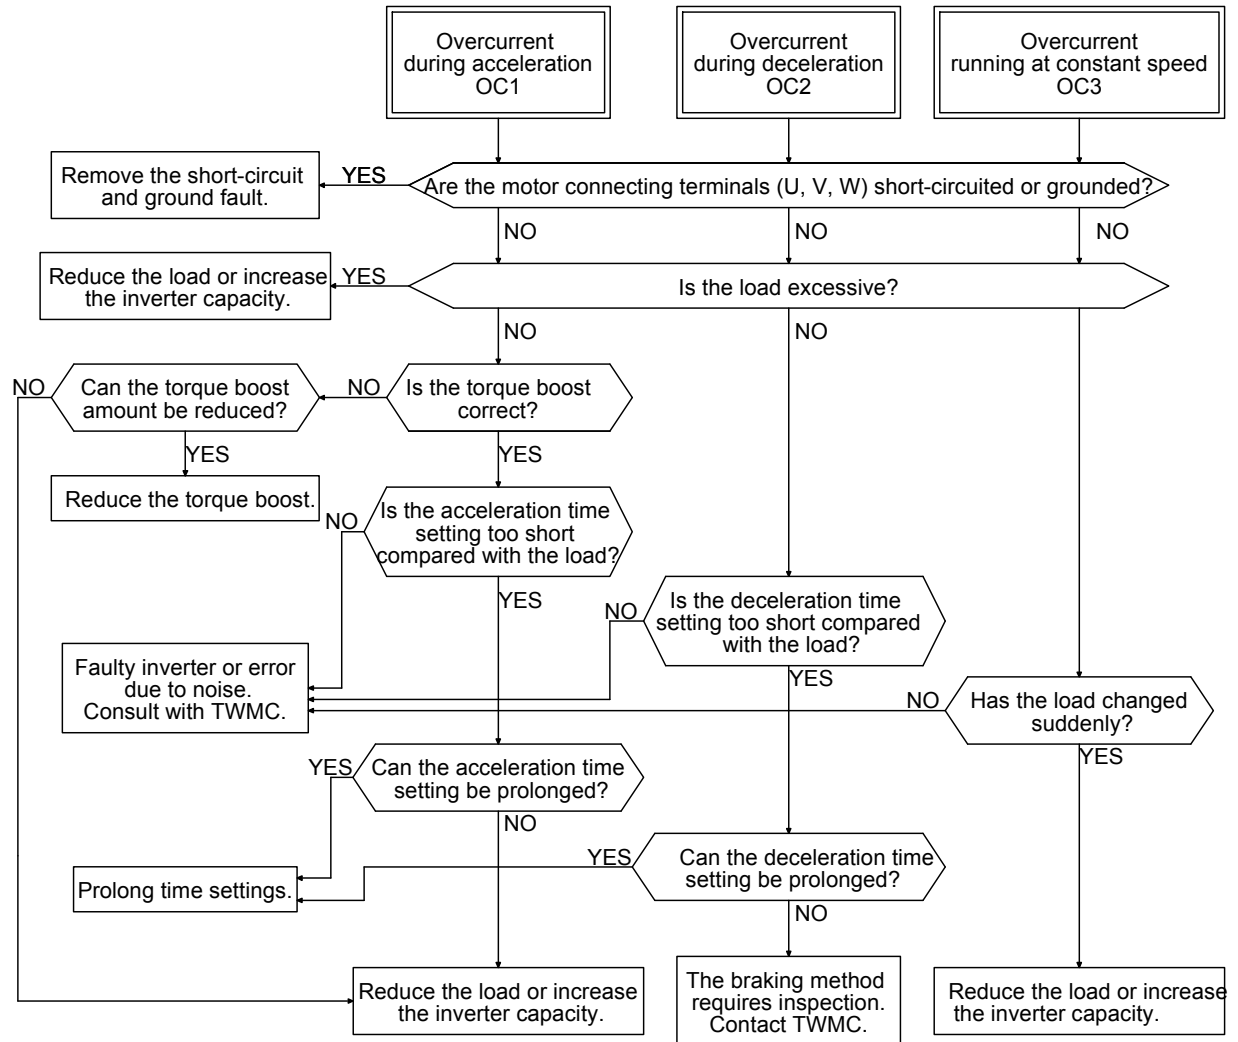 Overcurrent
during acceleration
OC1
Overcurrent
during deceleration
OC2
Overcurrent
running at constant speed
OC3
Remove the short-circuit
and ground fault.
YES
Are the motor connecting terminals (U, V, W) short-circuited or grounded?
NO
NO
NO
Reduce the load or increase
the inverter capacity.
YES
Is the load excessive?
NO
NO
NO
Can the torque boost
amount be reduced?
NO
Is the torque boost
correct?
YES
YES
Reduce the torque boost.
NO
Is the acceleration time
setting too short
compared with the load?
YES
NO
Is the deceleration time
setting too short compared
with the load?
Faulty inverter or error
due to noise.
Consult with TWMC.
YES
NO
Has the load changed
suddenly?
YES
YES
Can the acceleration time
setting be prolonged?
NO
YES
Can the deceleration time
setting be prolonged?
Prolong time settings.
NO
Reduce the load or increase
the inverter capacity.
The braking method
requires inspection.
Contact TWMC.
Reduce the load or increase
the inverter capacity.